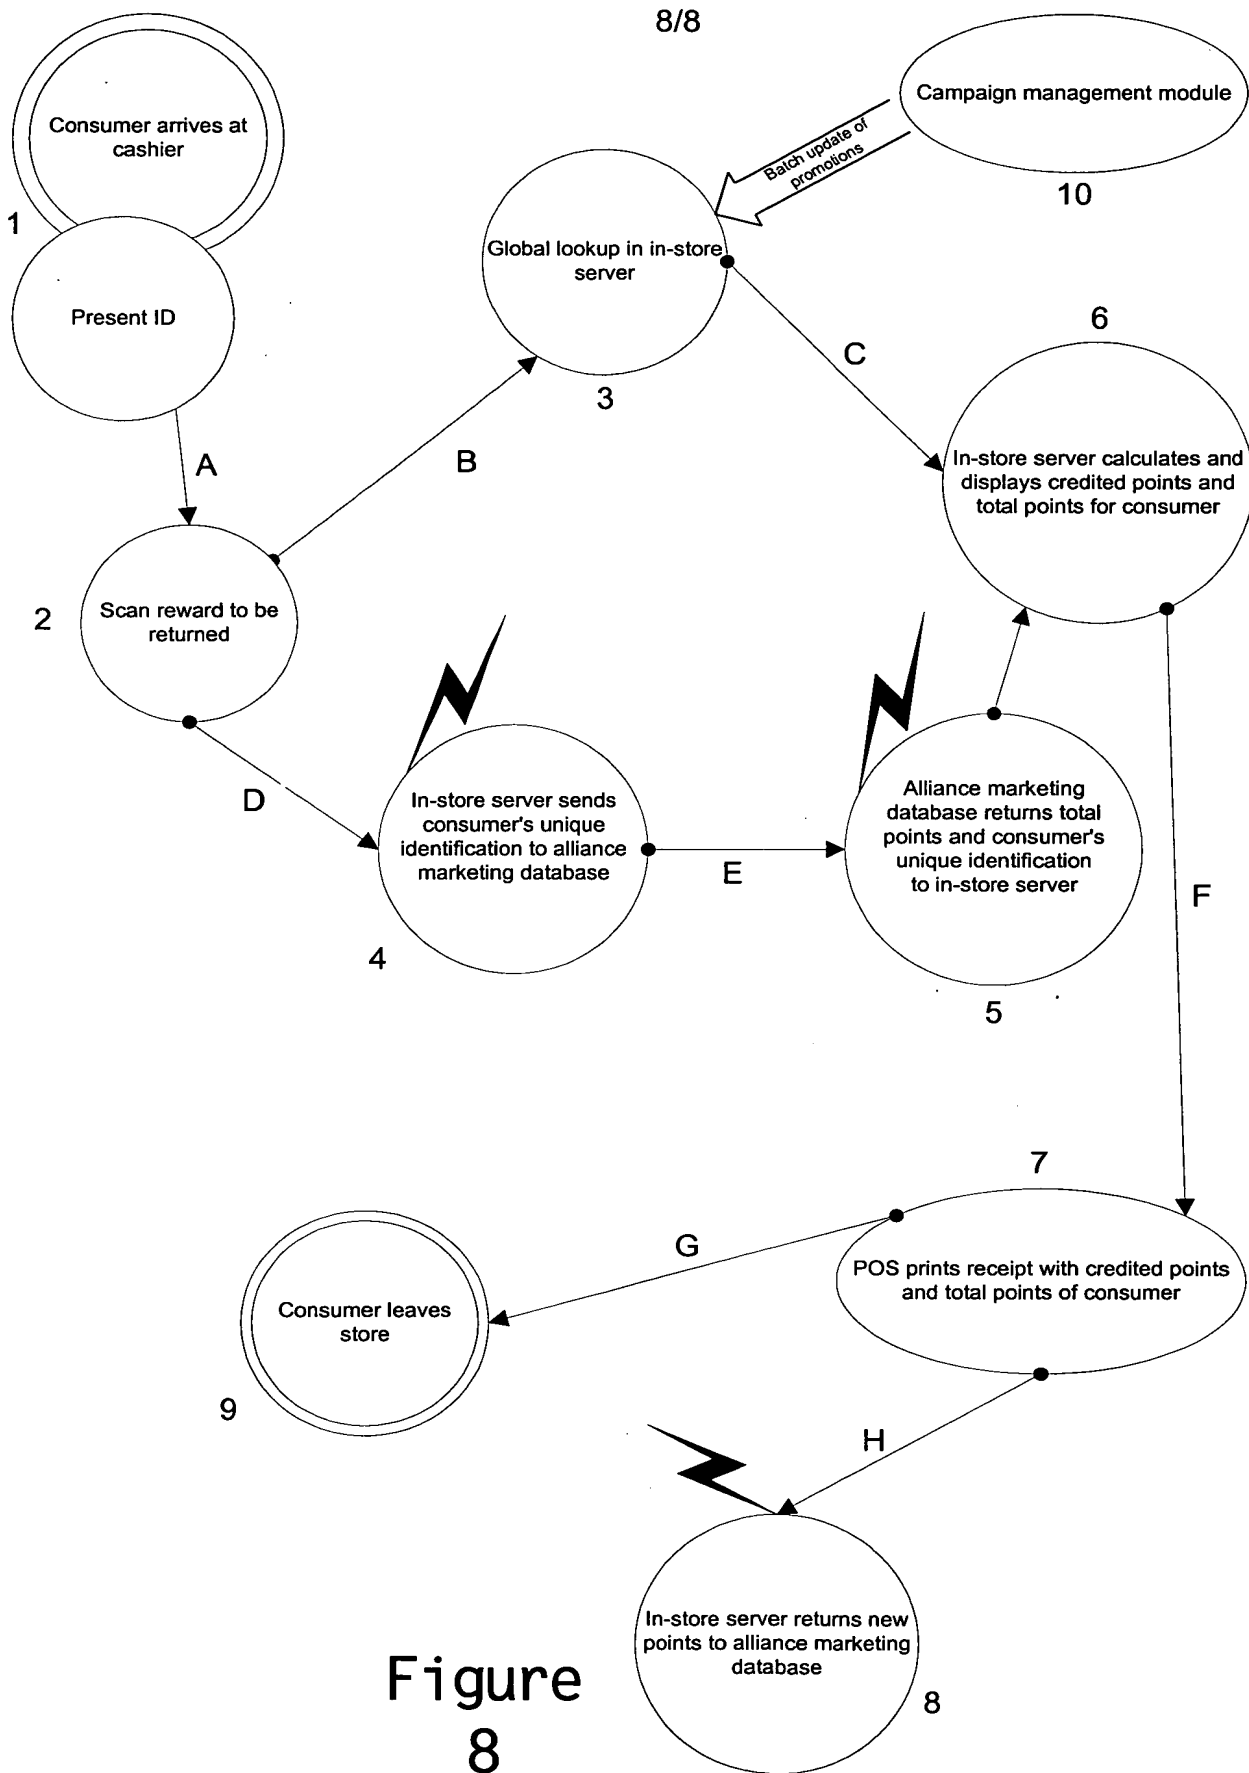 8/8
Consumer arrives at
cashier
1
Present ID
Campaign management module
10
Batch update of
promotions
Global lookup in in-store
server
3
A
B
C
6
In-store server calculates and
displays credited points and
total points for consumer
2
Scan reward to be
returned
D
In-store server sends
consumer's unique
identification to alliance
marketing database
4
E
Alliance marketing
database returns total
points and consumer's
unique identification
to in-store server
5
F
7
POS prints receipt with credited points
and total points of consumer
G
Consumer leaves
store
9
H
In-store server returns new
points to alliance marketing
database
8
Figure
8